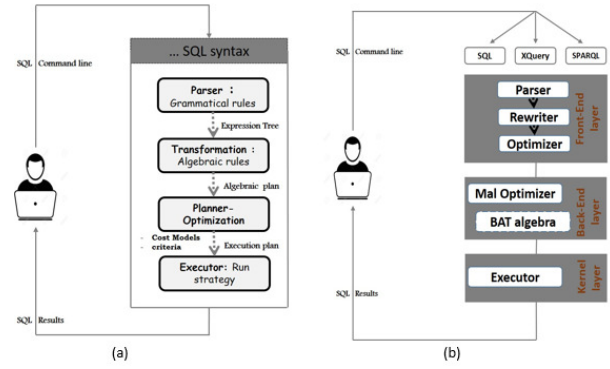 ... SQL syntax
SQL Command line
Parser :
Grammatical rules
Expression Tree
Transformation :
Algebraic rules
Algebraic plan
Planner-
Optimization
- Cost Models
- criteria
Execution plan
Executor: Run
strategy
SQL Results
(a)
SQL XQuery SPARQL
SQL Command line
Parser
Rewriter
Optimizer
Front-End
layer
Mal Optimizer
BAT algebra
Back-End
layer
Executor
Kernel
layer
SQL Results
(b)